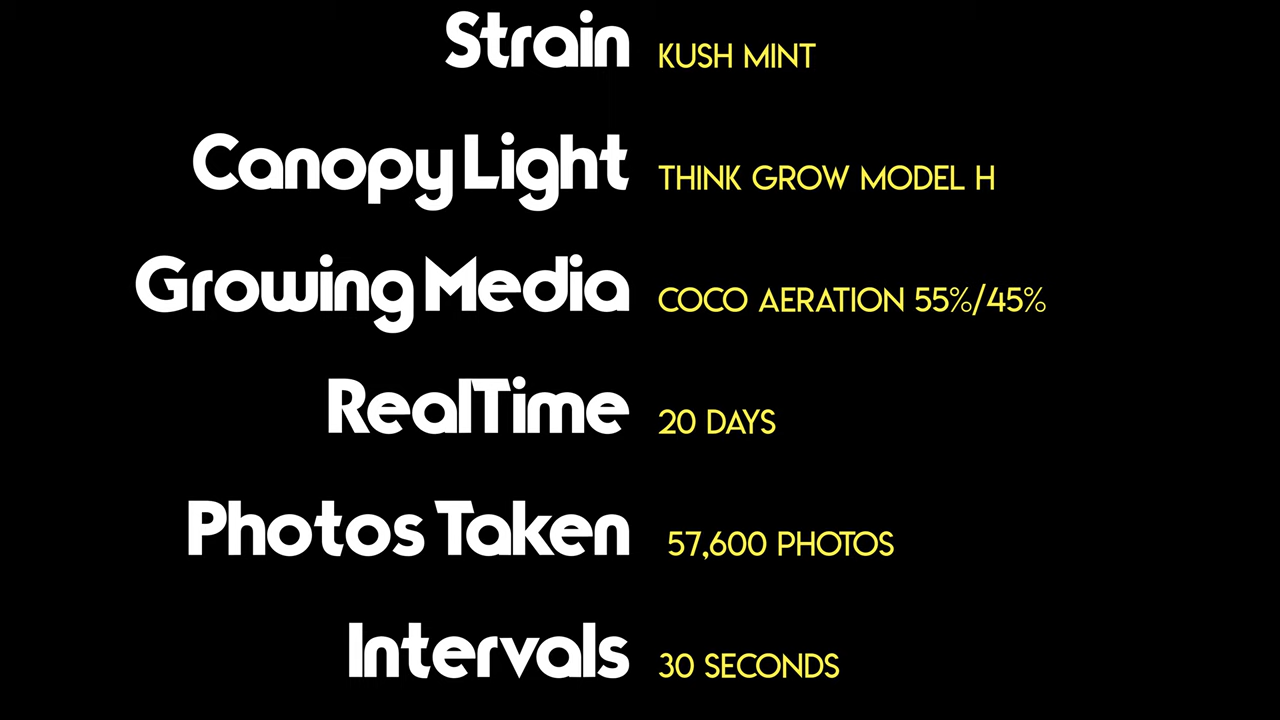 Strain KUSH MINT
Canopy Light THINK GROW MODEL H
Growing Media COCO AERATION 55%/45%
RealTime 20 DAYS
Photos Taken 57,600 PHOTOS
Intervals 30 SECONDS